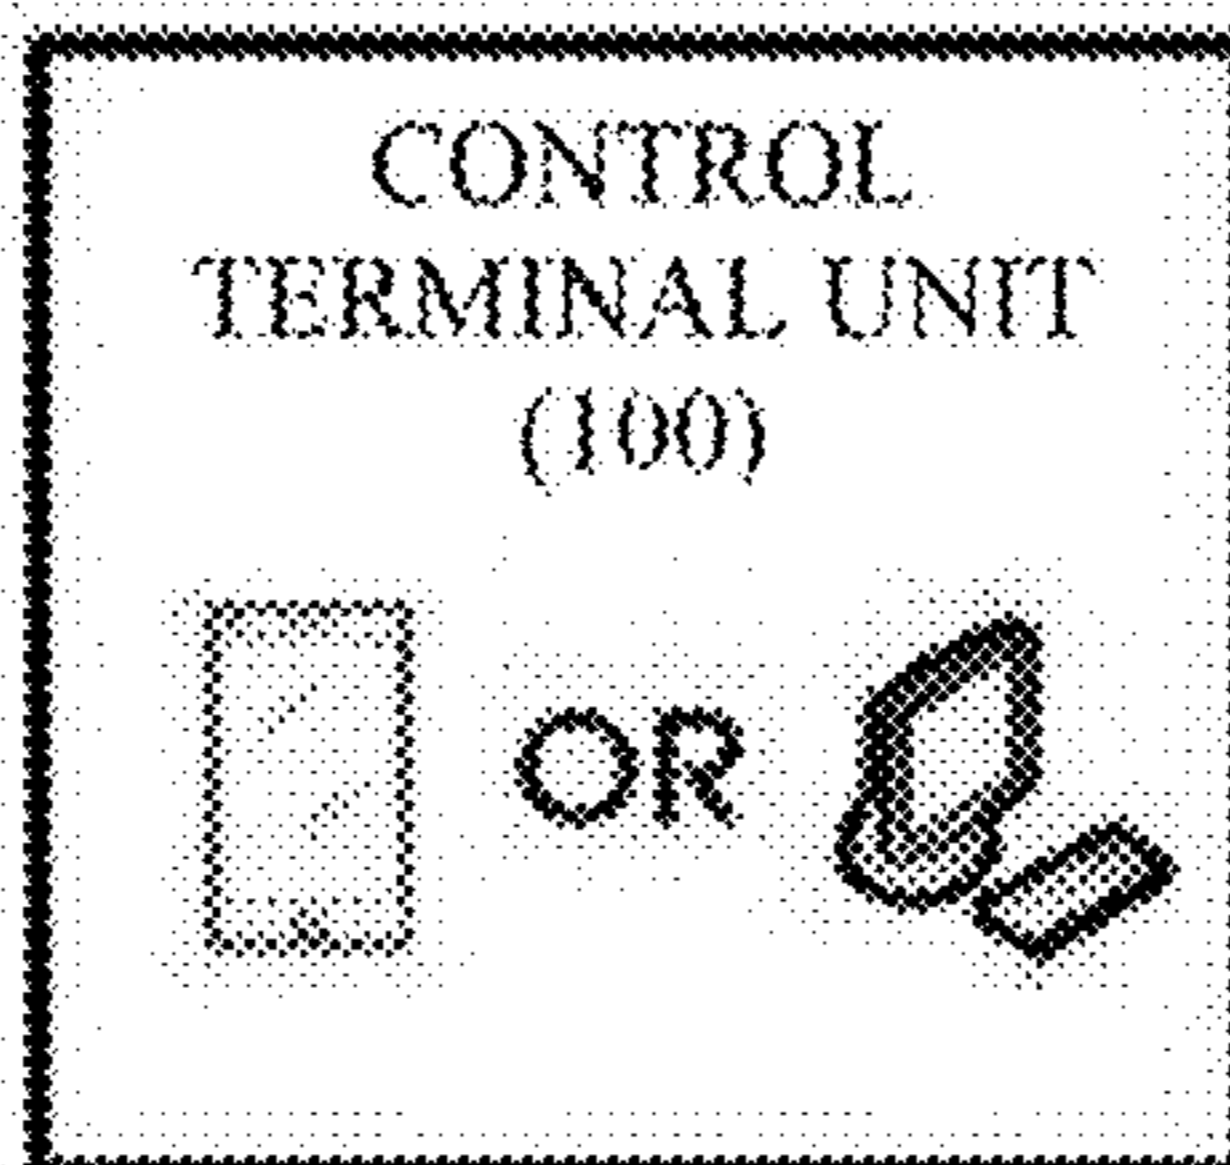 CONTROL
TERMINAL UNIT
(100)
OR